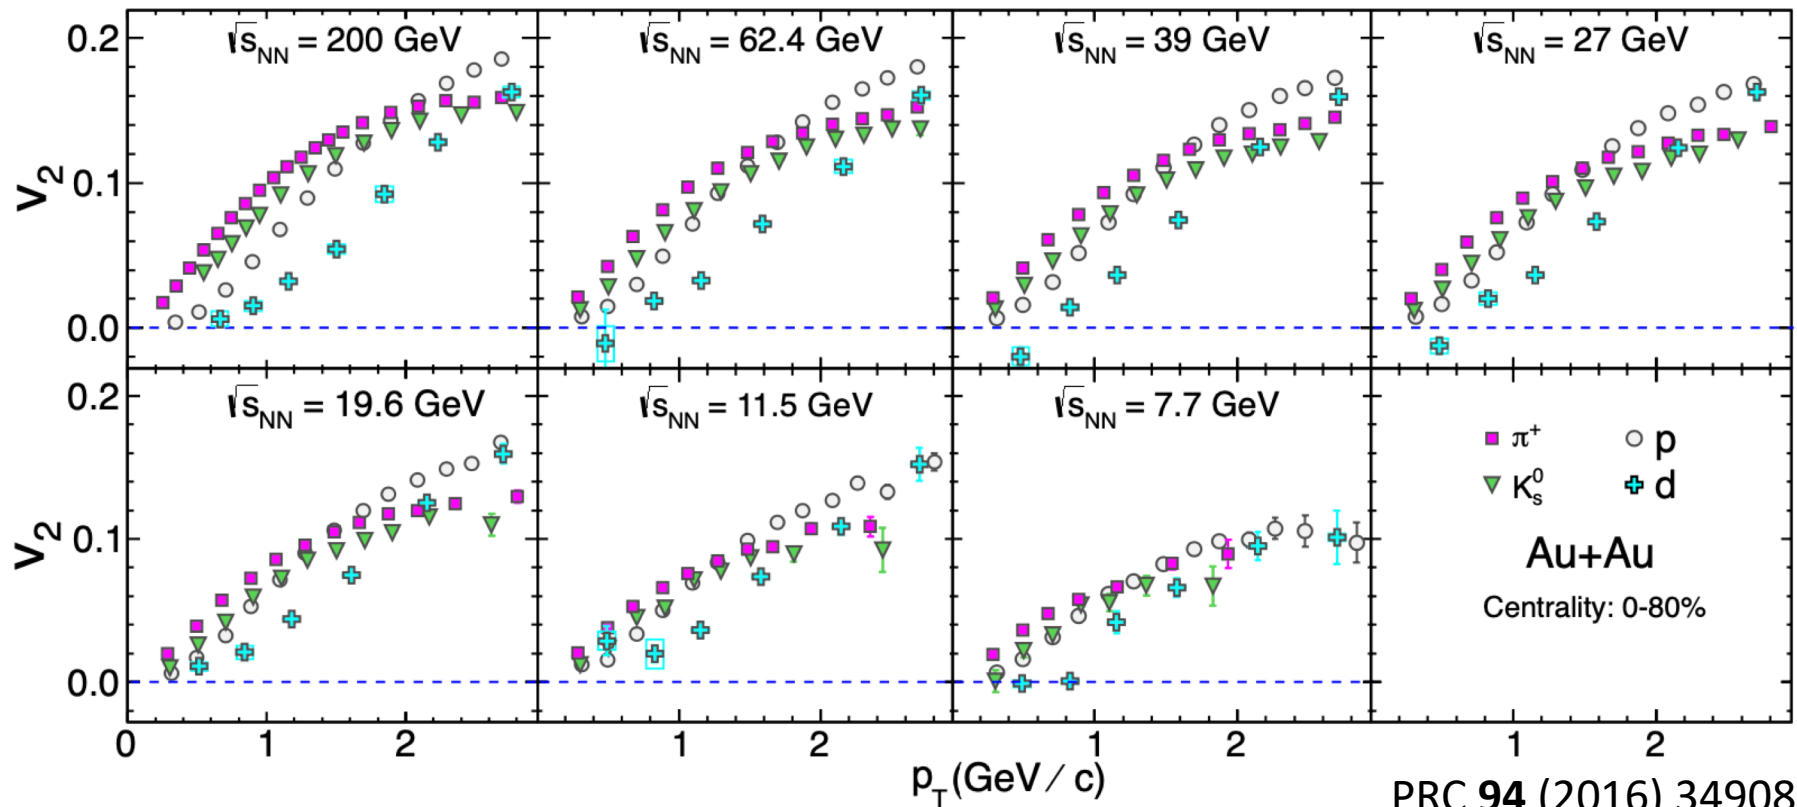 √sNN = 200 GeV
√sNN = 62.4 GeV
√sNN = 39 GeV
√sNN = 27 GeV
0.2
0.1
0.0
v2
√sNN = 19.6 GeV
√sNN = 11.5 GeV
√sNN = 7.7 GeV
0.2
0.1
0.0
v2
π+ p
K0s d
Au+Au
Centrality: 0-80%
0 1 2 1 2 1 2 1 2
pT (GeV / c)
PRC 94 (2016) 34908